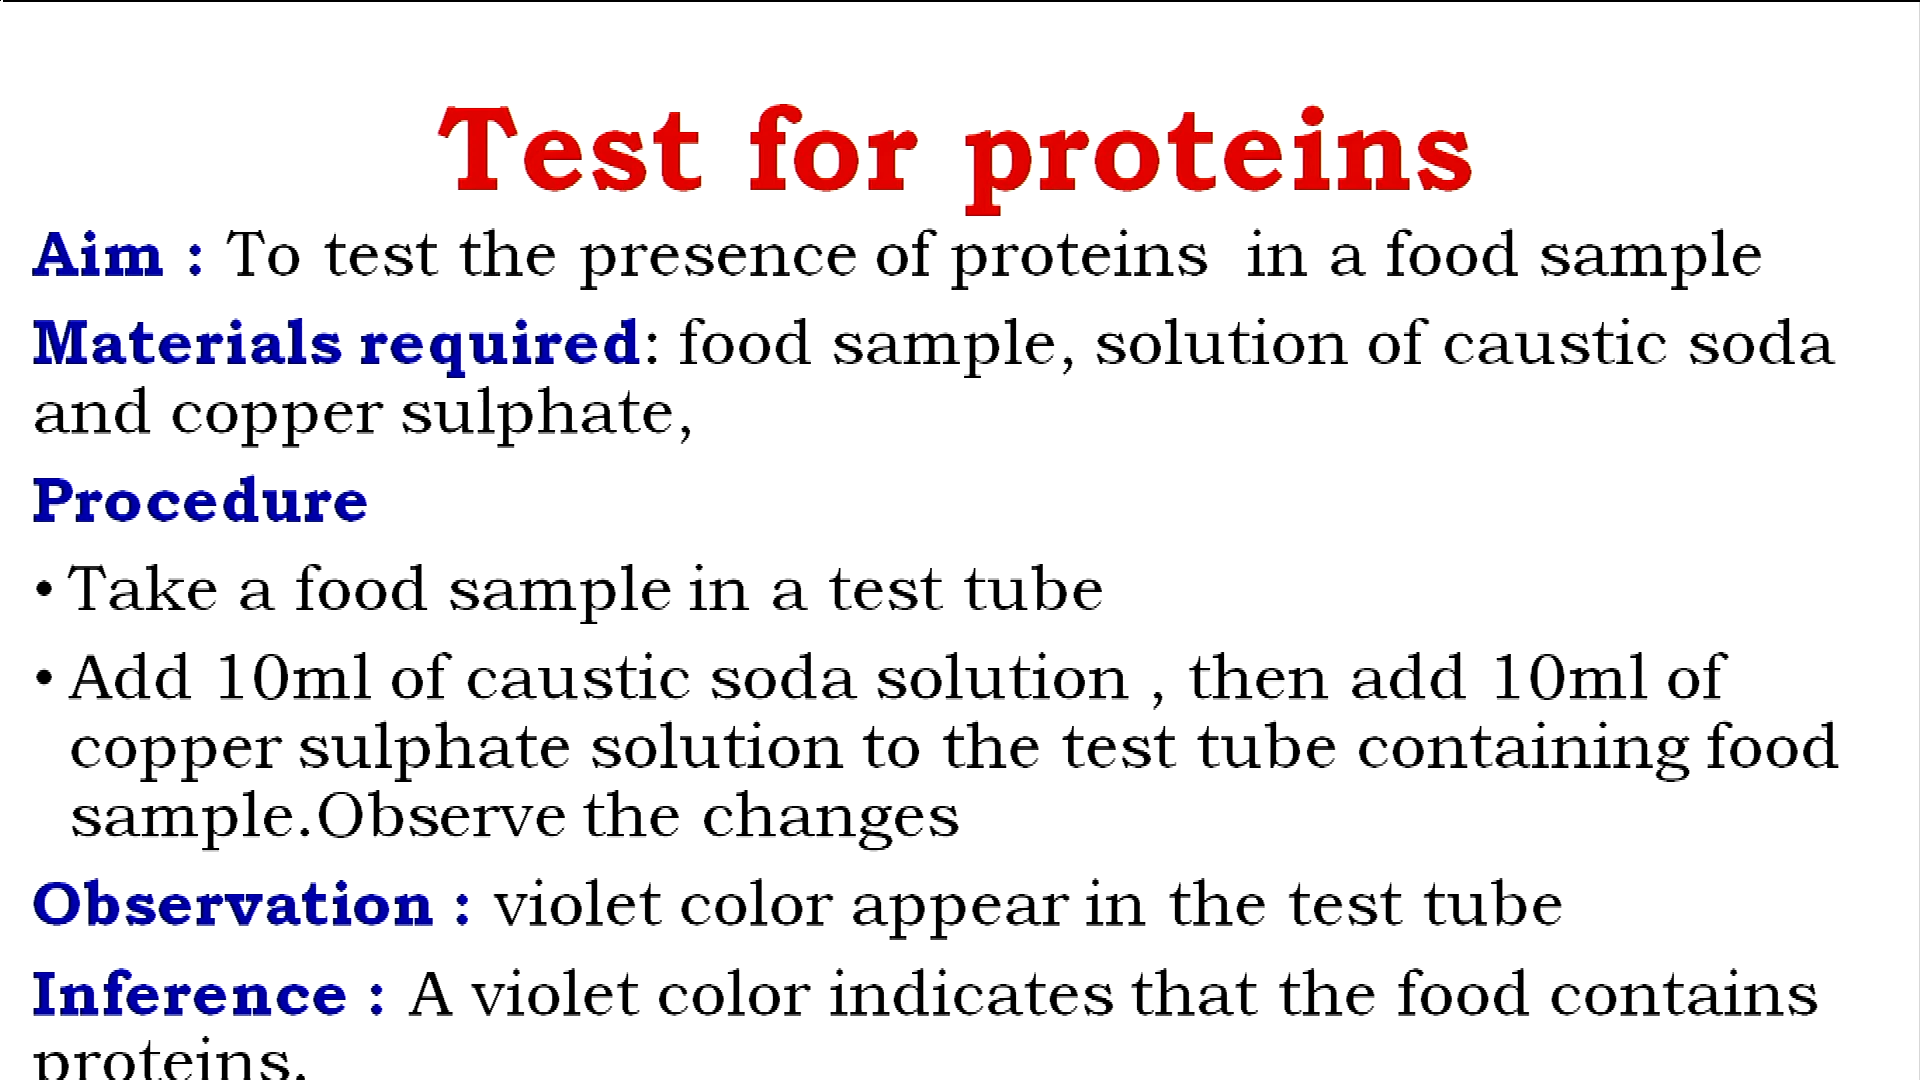 Test for proteins
Aim : To test the presence of proteins  in a food sample
Materials required: food sample, solution of caustic soda
and copper sulphate,
Procedure
• Take a food sample in a test tube
• Add 10ml of caustic soda solution , then add 10ml of
copper sulphate solution to the test tube containing food
sample.Observe the changes
Observation : violet color appear in the test tube
Inference : A violet color indicates that the food contains
proteins.